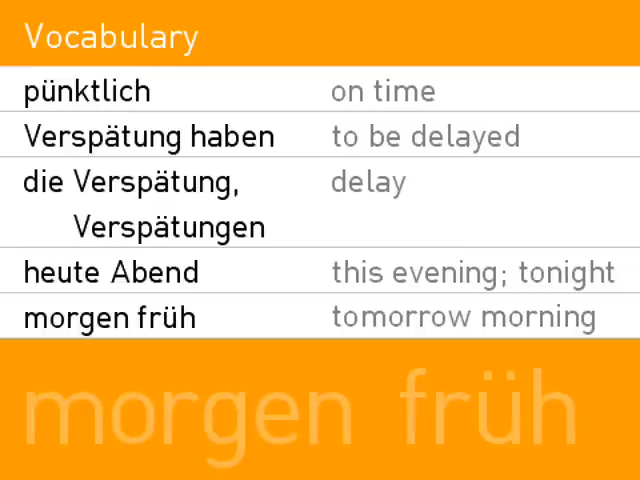 Vocabulary
pünktlich on time
Verspätung haben to be delayed
die Verspätung, delay
Verspätungen
heute Abend this evening; tonight
morgen früh tomorrow morning
morgen früh